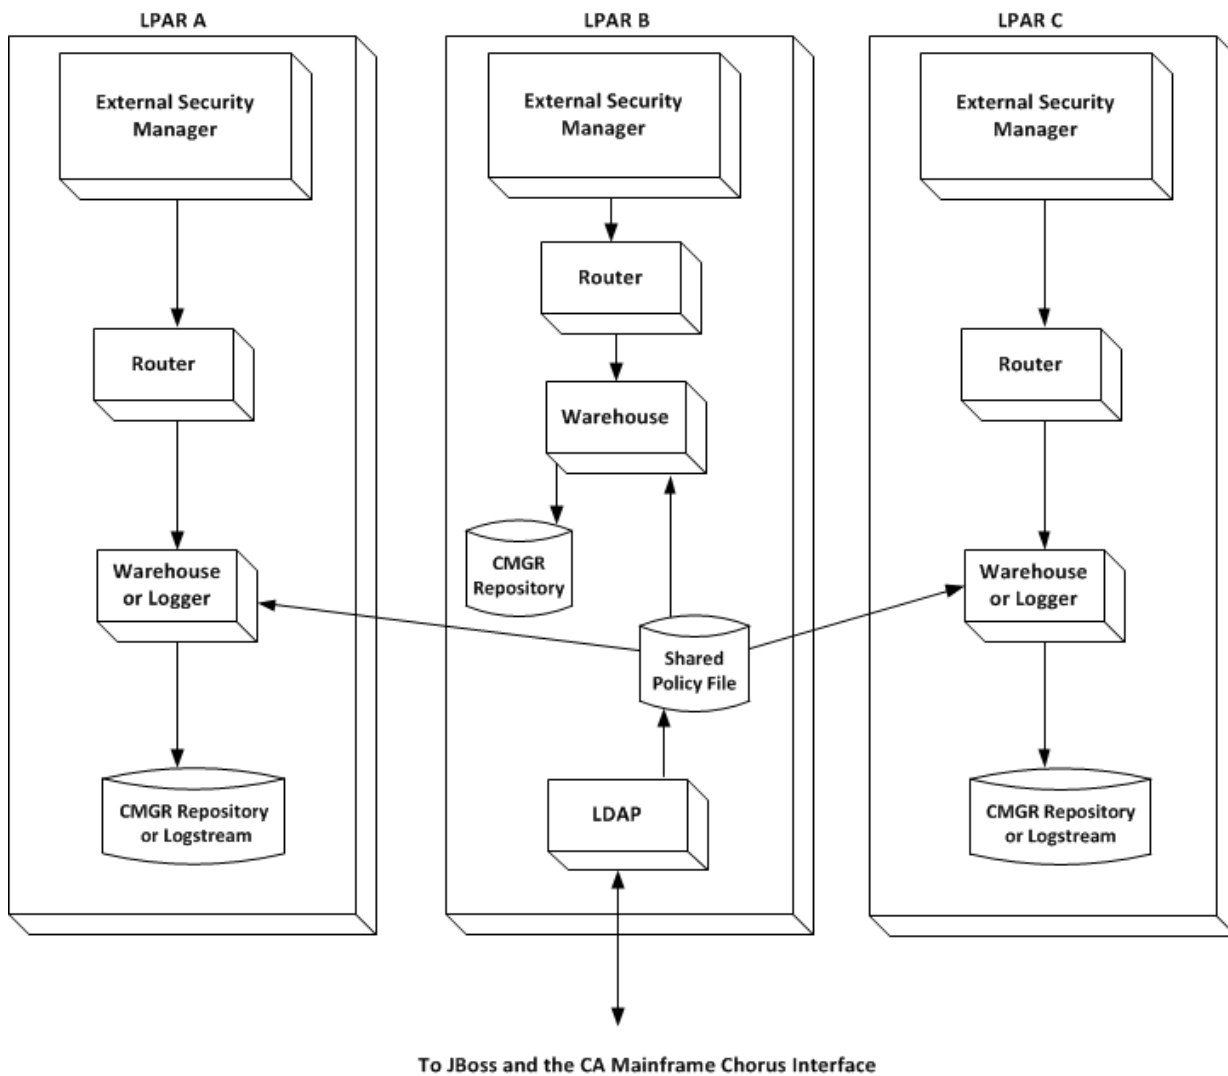 LPAR A
LPAR B
LPAR C
External Security
Manager
External Security
Manager
External Security
Manager
Router
Router
Router
Warehouse
CMGR
Repository
Warehouse
or Logger
Warehouse
or Logger
Shared
Policy File
LDAP
CMGR Repository
or Logstream
CMGR Repository
or Logstream
To JBoss and the CA Mainframe Chorus Interface